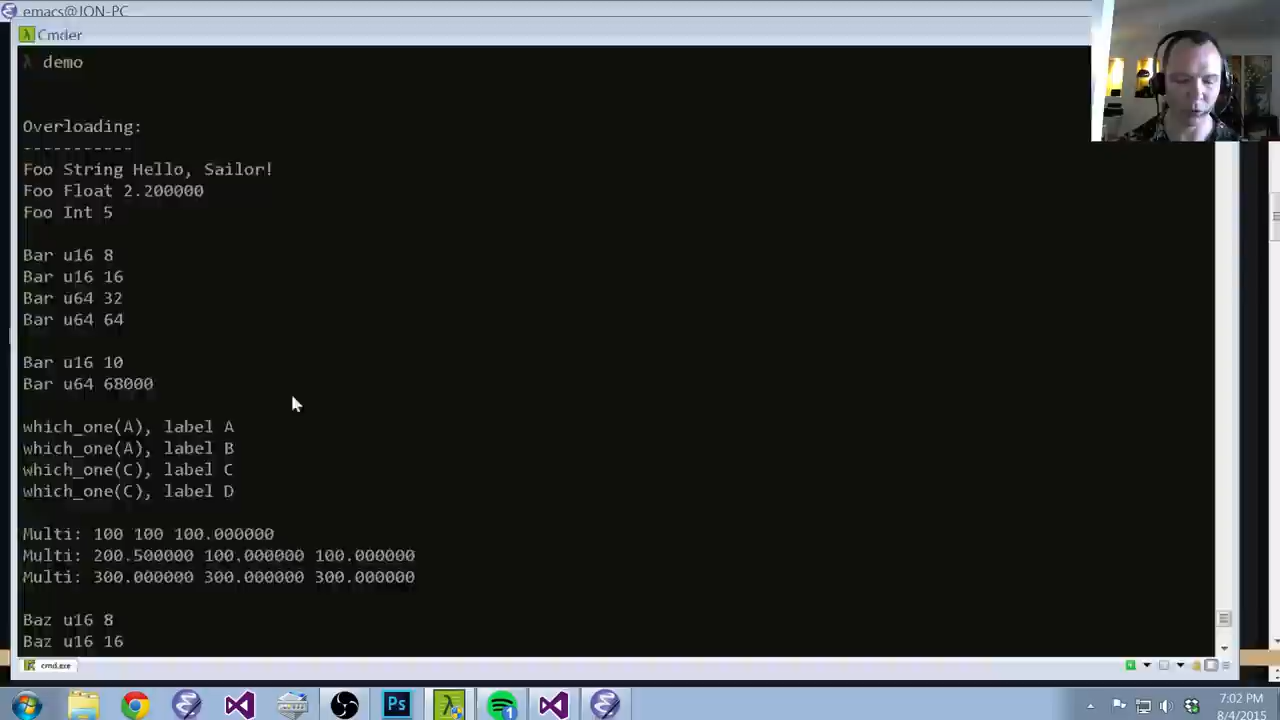 emacs@JON-PC
Cmder
λ demo
Overloading:
-----------
Foo String Hello, Sailor!
Foo Float 2.200000
Foo Int 5
Bar u16 8
Bar u16 16
Bar u64 32
Bar u64 64
Bar u16 10
Bar u64 68000
which_one(A), label A
which_one(A), label B
which_one(C), label C
which_one(C), label D
Multi: 100 100 100.000000
Multi: 200.500000 100.000000 100.000000
Multi: 300.000000 300.000000 300.000000
Baz u16 8
Baz u16 16
cmd.exe
Ps
λ
1
7:02 PM
8/4/2015